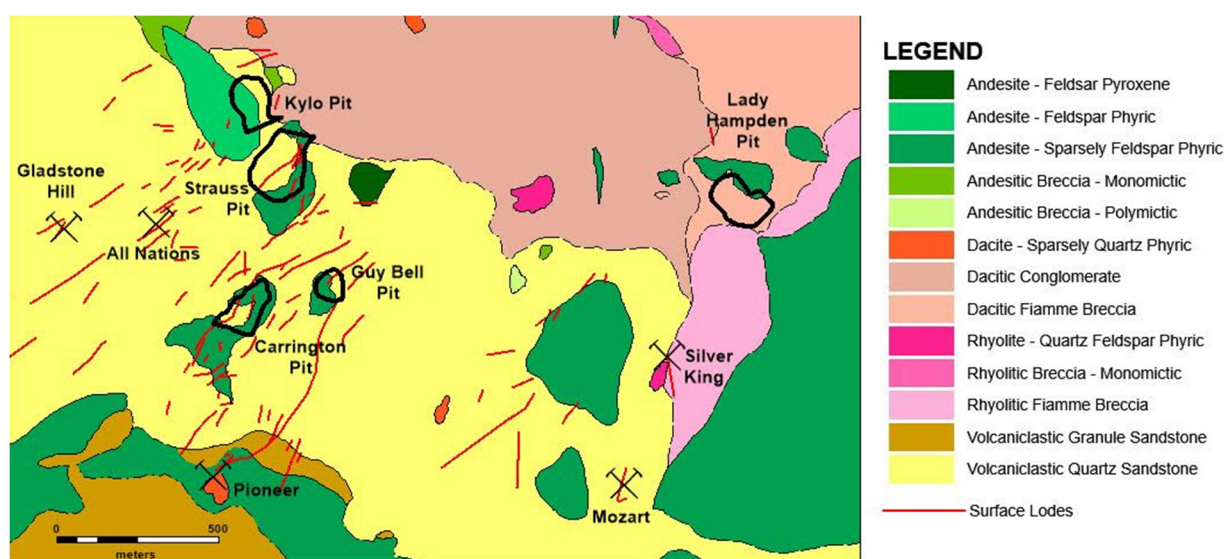 Kylo Pit
Lady
Hampden
Pit
Gladstone
Hill
Strauss
Pit
All Nations
Guy Bell
Pit
Carrington
Pit
Silver
King
Pioneer
Mozart
0 500
meters
LEGEND
Andesite - Feldsar Pyroxene
Andesite - Feldspar Phyric
Andesite - Sparsely Feldspar Phyric
Andesitic Breccia - Monomictic
Andesitic Breccia - Polymictic
Dacite - Sparsely Quartz Phyric
Dacitic Conglomerate
Dacitic Fiamme Breccia
Rhyolite - Quartz Feldspar Phyric
Rhyolitic Breccia - Monomictic
Rhyolitic Fiamme Breccia
Volcaniclastic Granule Sandstone
Volcaniclastic Quartz Sandstone
Surface Lodes